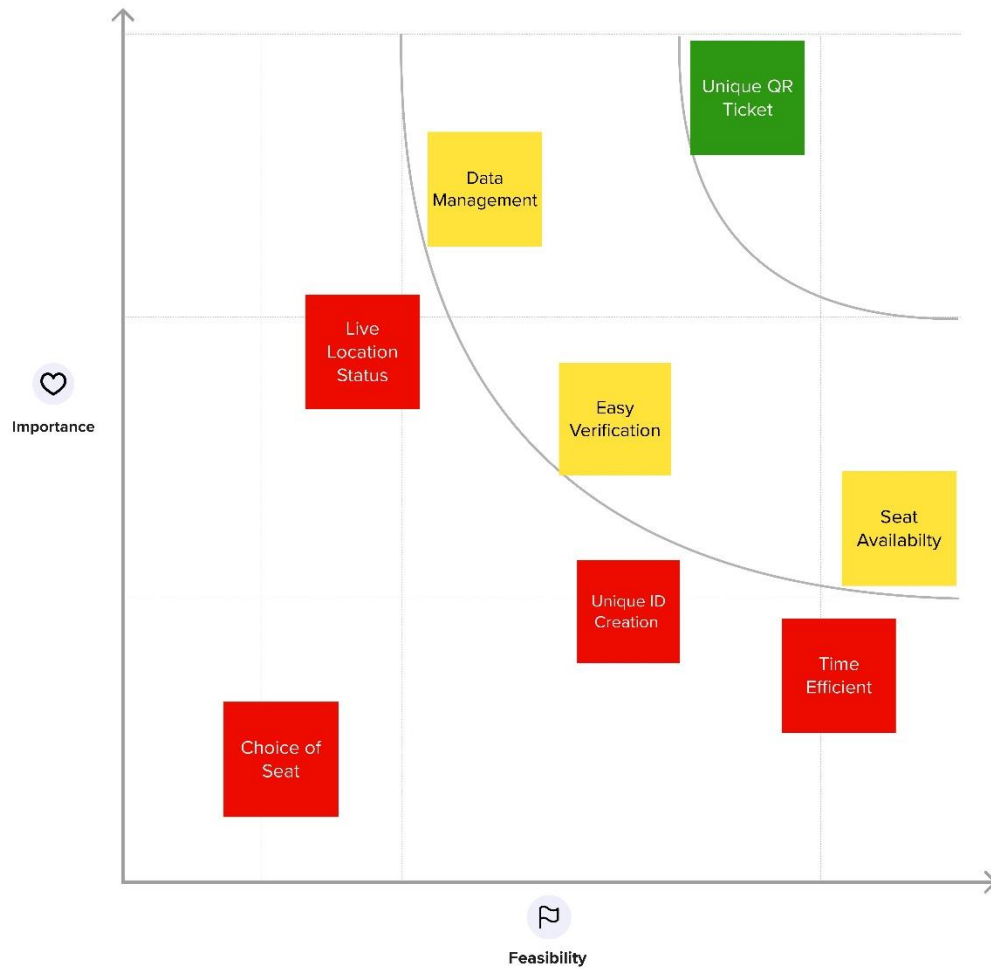 Unique QR
Ticket
Data
Management
Live
Location
Status
Importance
Easy
Verification
Seat
Availabilty
Unique ID
Creation
Time
Efficient
Choice of
Seat
Feasibility